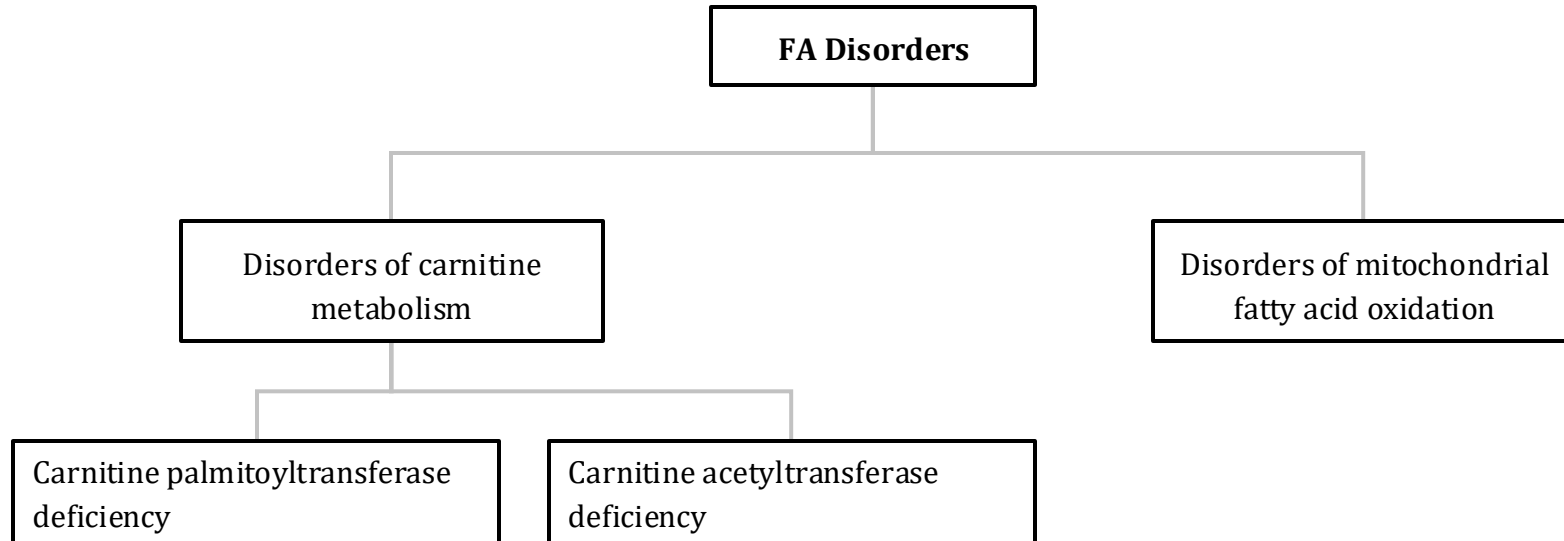 FA Disorders
Disorders of carnitine
metabolism
Disorders of mitochondrial
fatty acid oxidation
Carnitine palmitoyltransferase
deficiency
Carnitine acetyltransferase
deficiency